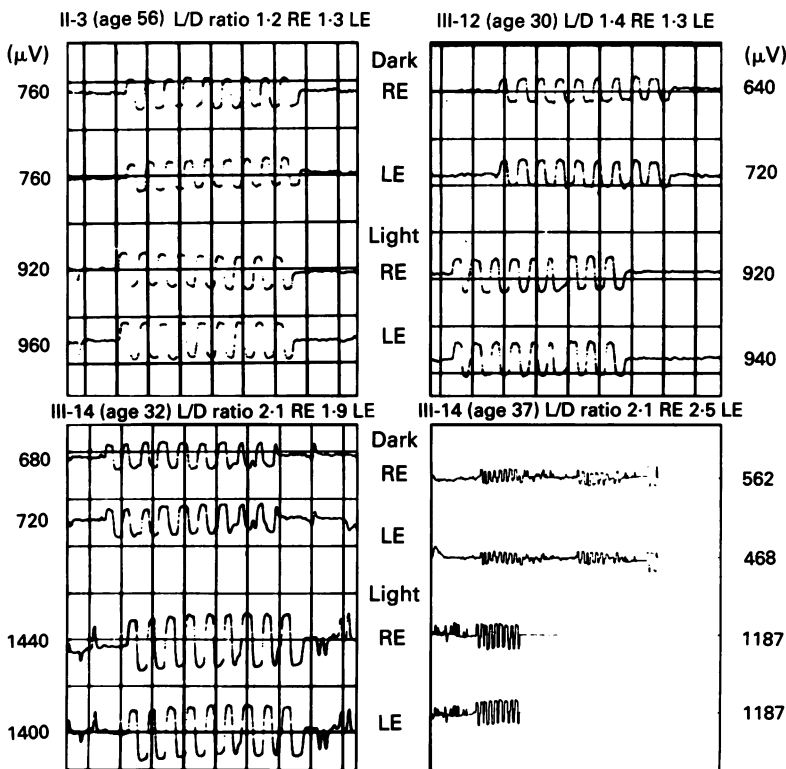 II-3 (age 56) L/D ratio 1·2 RE 1·3 LE
III-12 (age 30) L/D 1·4 RE 1·3 LE
(μV)
Dark
(μV)
760
RE
640
760
LE
720
Light
920
RE
920
960
LE
940
III-14 (age 32) L/D ratio 2·1 RE 1·9 LE
III-14 (age 37) L/D ratio 2·1 RE 2·5 LE
Dark
680
RE
562
720
LE
468
Light
1440
RE
1187
1400
LE
1187